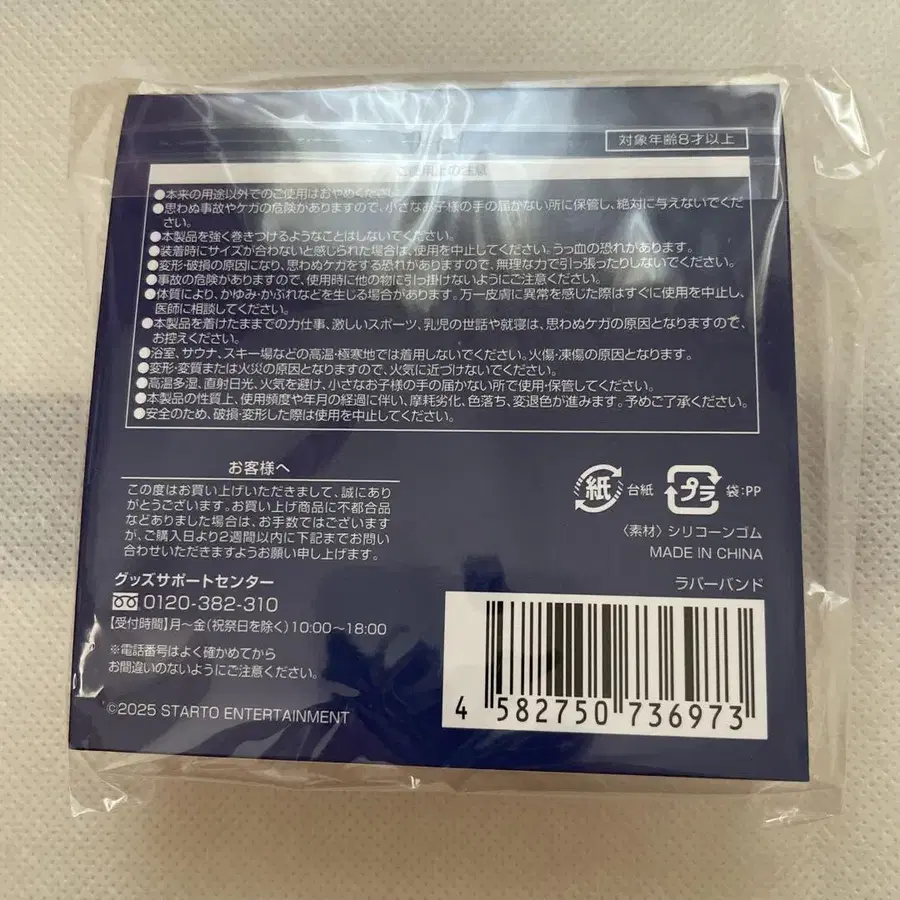 対象年齢8才以上
ご使用上の注意
●本来の用途以外でのご使用はおやめください。
●思わぬ事故やケガの危険がありますので、小さなお子様の手の届かない所に保管し、絶対に与えないでくだ
さい。
●本製品を強く巻きつけるようなことはしないでください。
●装着時にサイズが合わないと感じられた場合は、使用を中止してください。うっ血の恐れがあります。
●変形・破損の原因になり、思わぬケガをする恐れがありますので、無理な力で引っ張ったりしないでください。
●事故の危険がありますので、使用時に他の物に引っ掛けないようにご注意ください。
●体質により、かゆみ・かぶれなどを生じる場合があります。万一皮膚に異常を感じた際はすぐに使用を中止し、
医師に相談してください。
●本製品を着けたままでの力仕事、激しいスポーツ、乳児の世話や就寝は、思わぬケガの原因となりますので、
お控えください。
●浴室、サウナ、スキー場などの高温・極寒地では着用しないでください。火傷・凍傷の原因となります。
●変形・変質または火災の原因となりますので、火気に近づけないでください。
●高温多湿、直射日光、火気を避け、小さなお子様の手の届かない所で使用・保管してください。
●本製品の性質上、使用頻度や年月の経過に伴い、摩耗劣化、色落ち、変退色が進みます。予めご了承ください。
●安全のため、破損・変形した際は使用を中止してください。
お客様へ
この度はお買い上げいただきまして、誠にあり
がとうございます。お買い上げ商品に不都合品
などありました場合は、お手数ではございます
が、ご購入日より2週間以内に下記までお問い
合わせいただきますようお願い申し上げます。
グッズサポートセンター
0120-382-310
【受付時間】月～金(祝祭日を除く)10:00～18:00
※電話番号はよく確かめてから
お間違いのないようにご注意ください。
©2025 STARTO ENTERTAINMENT
紙 台紙 プラ 袋:PP
〈素材〉シリコーンゴム
MADE IN CHINA
ラバーバンド
4 582750 736973